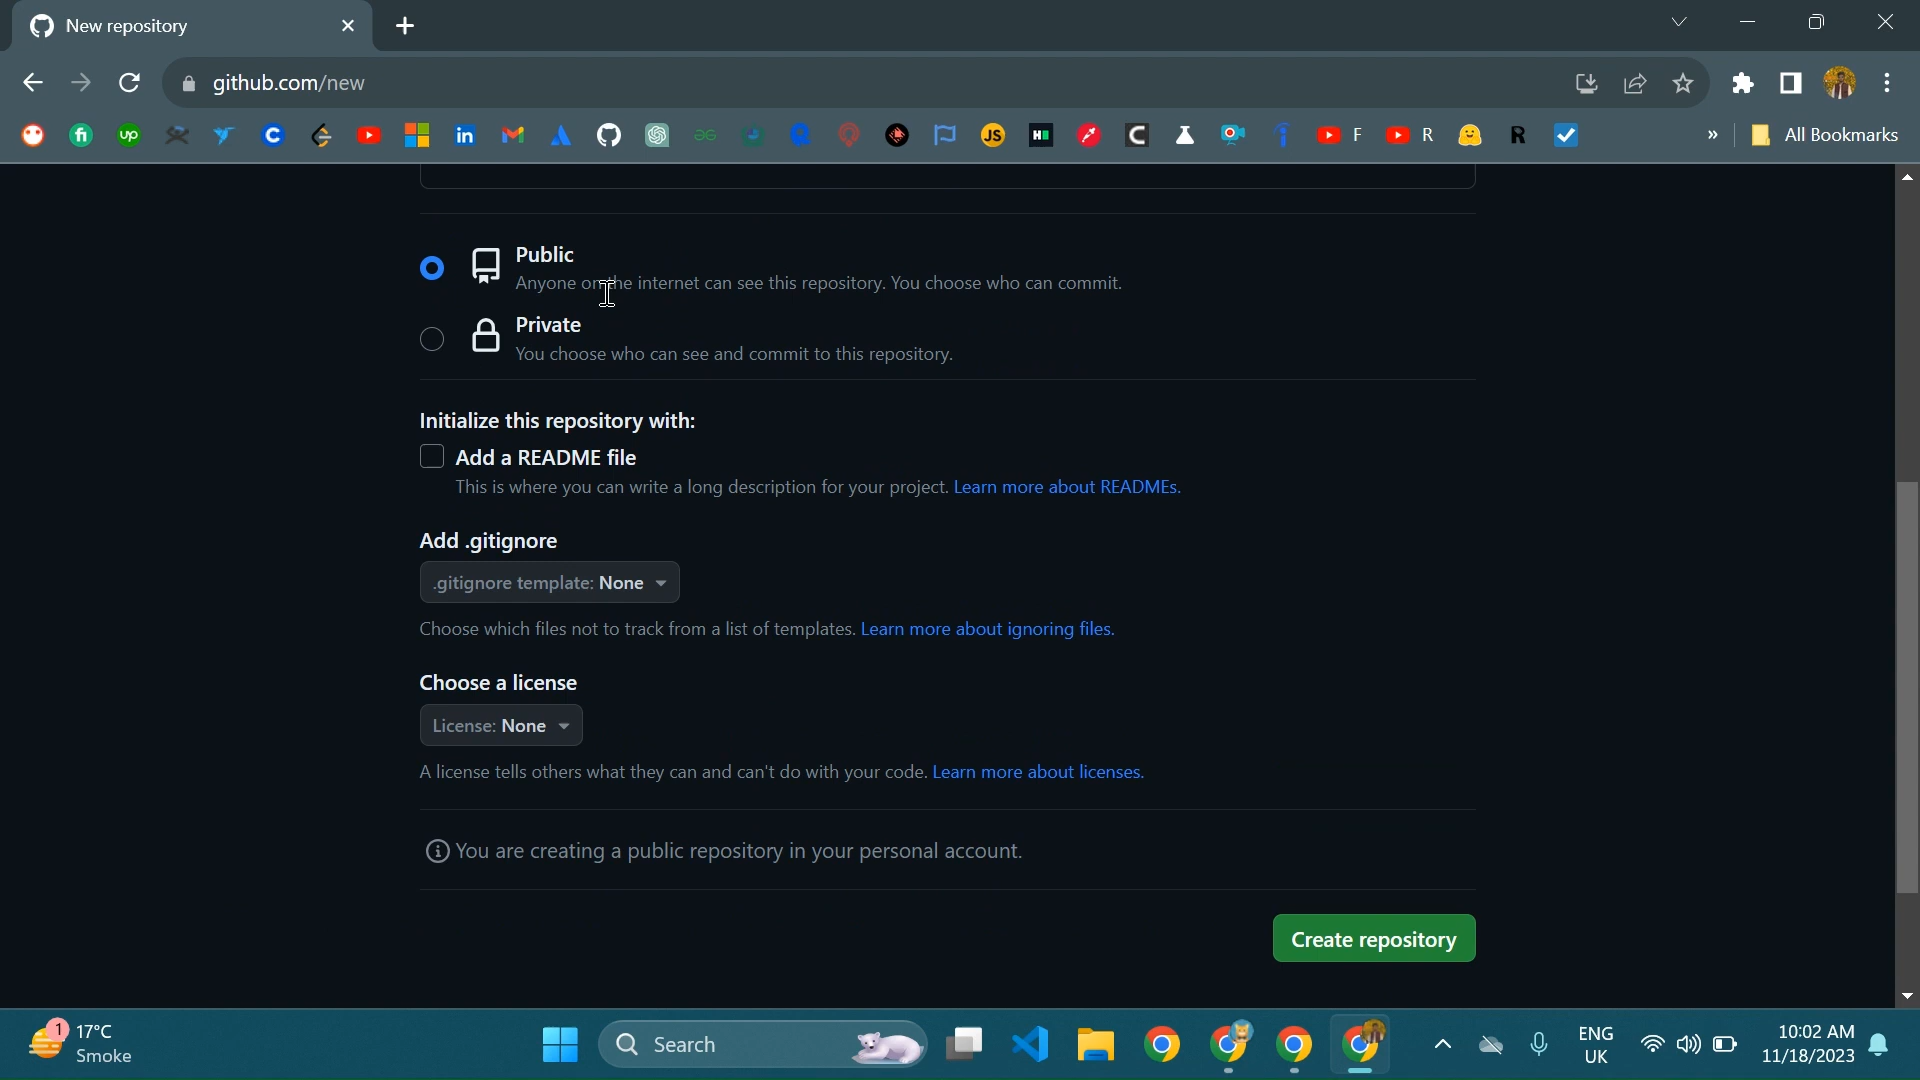 New repository
github.com/new
fi
up
C
in
JS
H
C
F
R
R
»
All Bookmarks
Public
Anyone on the internet can see this repository. You choose who can commit.
Private
You choose who can see and commit to this repository.
Initialize this repository with:
Add a README file
This is where you can write a long description for your project. Learn more about READMEs.
Add .gitignore
.gitignore template: None
Choose which files not to track from a list of templates. Learn more about ignoring files.
Choose a license
License: None
A license tells others what they can and can't do with your code. Learn more about licenses.
You are creating a public repository in your personal account.
Create repository
1
17°C
Smoke
Search
ENG
UK
10:02 AM
11/18/2023